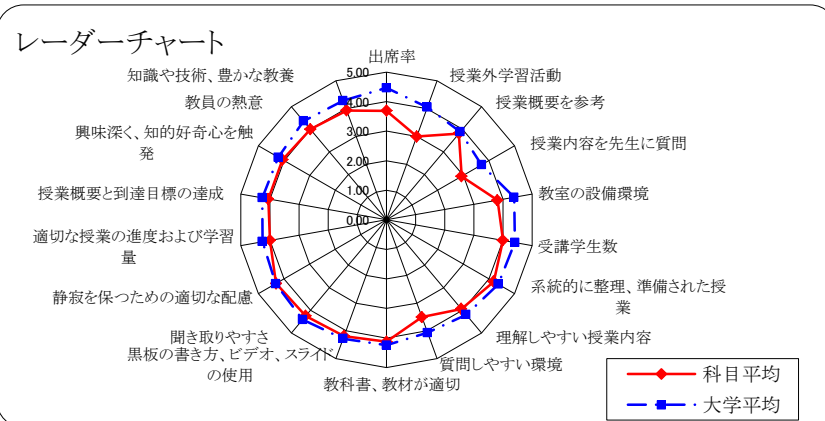 レーダーチャート
出席率
授業外学習活動
授業概要を参考
授業内容を先生に質問
教室の設備環境
受講学生数
系統的に整理、準備された授
業
理解しやすい授業内容
質問しやすい環境
教科書、教材が適切
黒板の書き方、ビデオ、スライド
の使用
聞き取りやすさ
静寂を保つための適切な配慮
適切な授業の進度および学習
量
授業概要と到達目標の達成
興味深く、知的好奇心を触
発
教員の熱意
知識や技術、豊かな教養
5.00
4.00
3.00
2.00
1.00
0.00
科目平均
大学平均